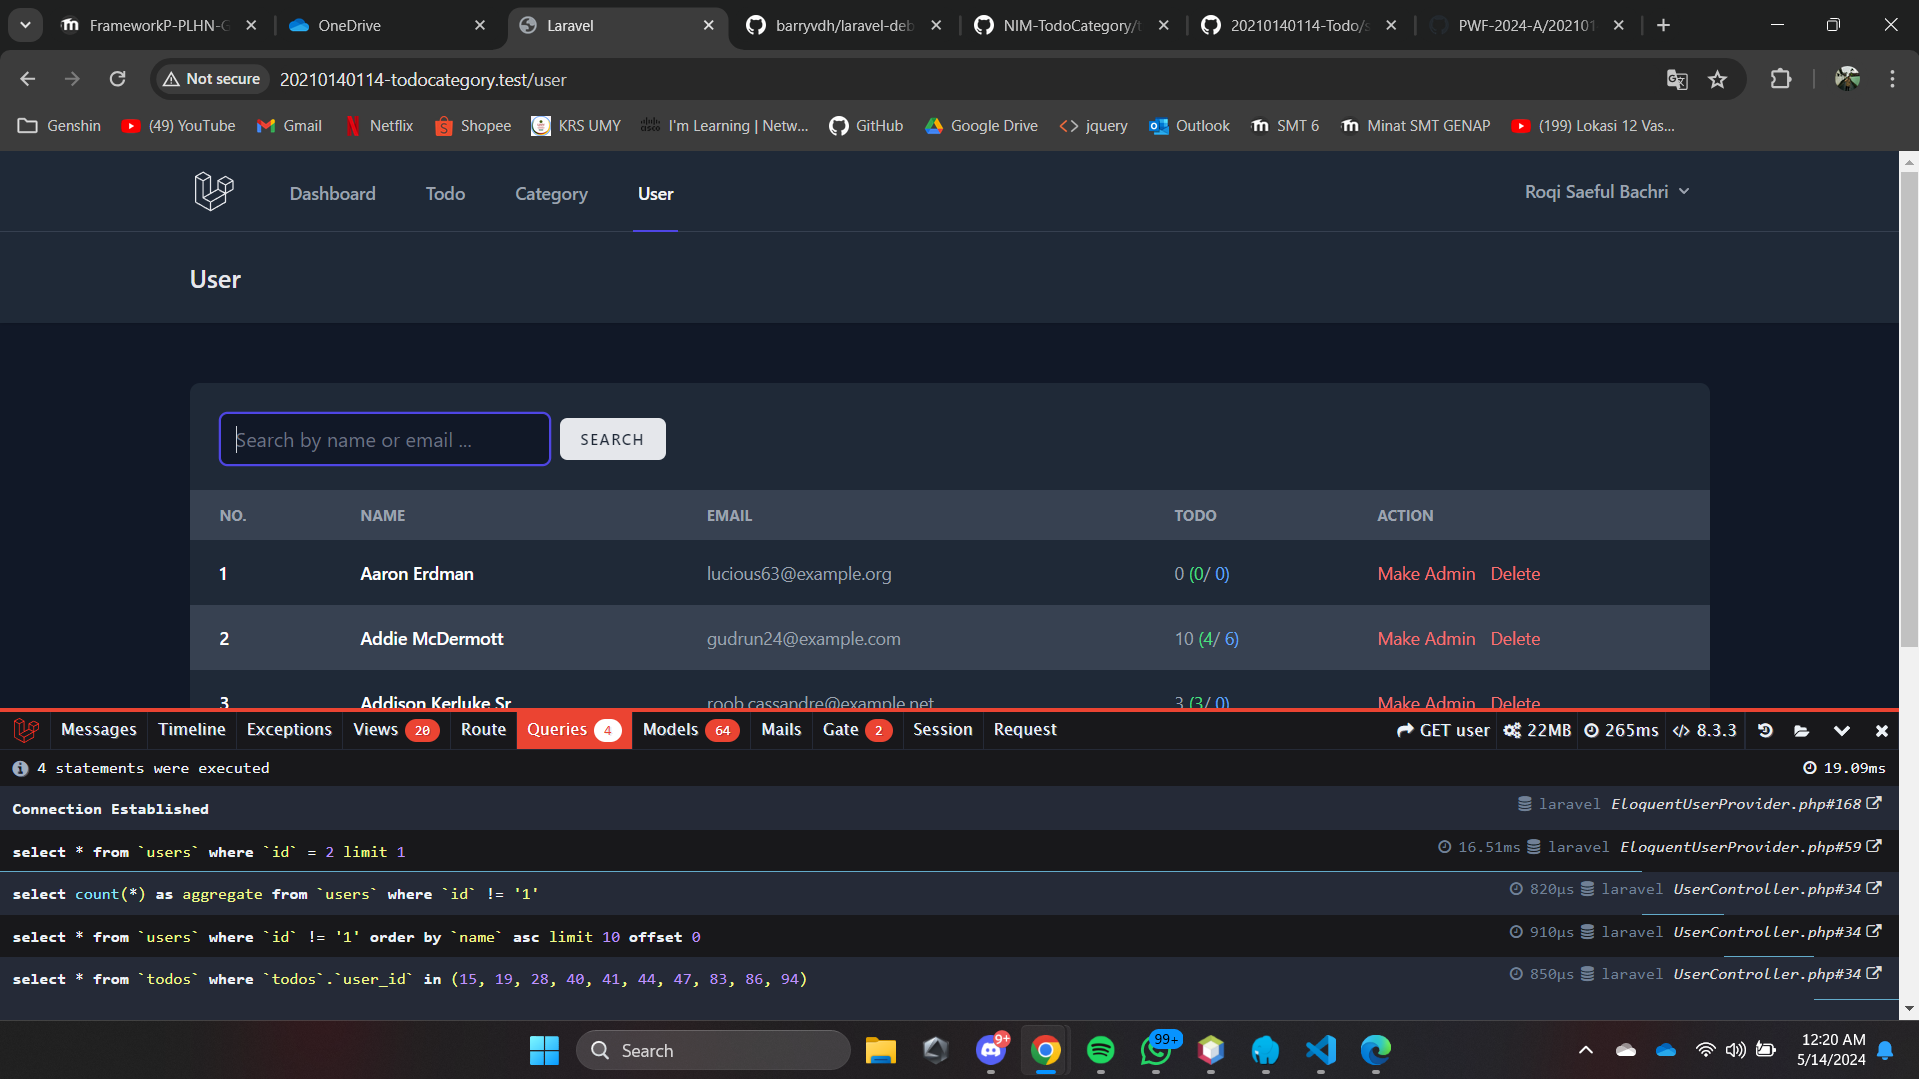 FrameworkP-PLHN-G
OneDrive
Laravel
barryvdh/laravel-deb
NIM-TodoCategory/t
20210140114-Todo/s
PWF-2024-A/202101
Not secure
20210140114-todocategory.test/user
Genshin
(49) YouTube
Gmail
Netflix
Shopee
KRS UMY
I'm Learning | Netw...
GitHub
Google Drive
jquery
Outlook
SMT 6
Minat SMT GENAP
(199) Lokasi 12 Vas...
Dashboard
Todo
Category
User
Roqi Saeful Bachri
User
Search by name or email ...
SEARCH
NO. NAME EMAIL TODO ACTION
1 Aaron Erdman lucious63@example.org 0 (0/ 0) Make Admin Delete
2 Addie McDermott gudrun24@example.com 10 (4/ 6) Make Admin Delete
3 Addison Kerluke Sr. roob.cassandre@example.net 3 (3/ 0) Make Admin Delete
Messages Timeline Exceptions Views 20 Route Queries 4 Models 64 Mails Gate 2 Session Request GET user 22MB 265ms 8.3.3
4 statements were executed 19.09ms
Connection Established laravel EloquentUserProvider.php#168
select * from `users` where `id` = 2 limit 1 16.51ms laravel EloquentUserProvider.php#59
select count(*) as aggregate from `users` where `id` != '1' 820μs laravel UserController.php#34
select * from `users` where `id` != '1' order by `name` asc limit 10 offset 0 910μs laravel UserController.php#34
select * from `todos` where `todos`.`user_id` in (15, 19, 28, 40, 41, 44, 47, 83, 86, 94) 850μs laravel UserController.php#34
Search
9+
99+
12:20 AM
5/14/2024